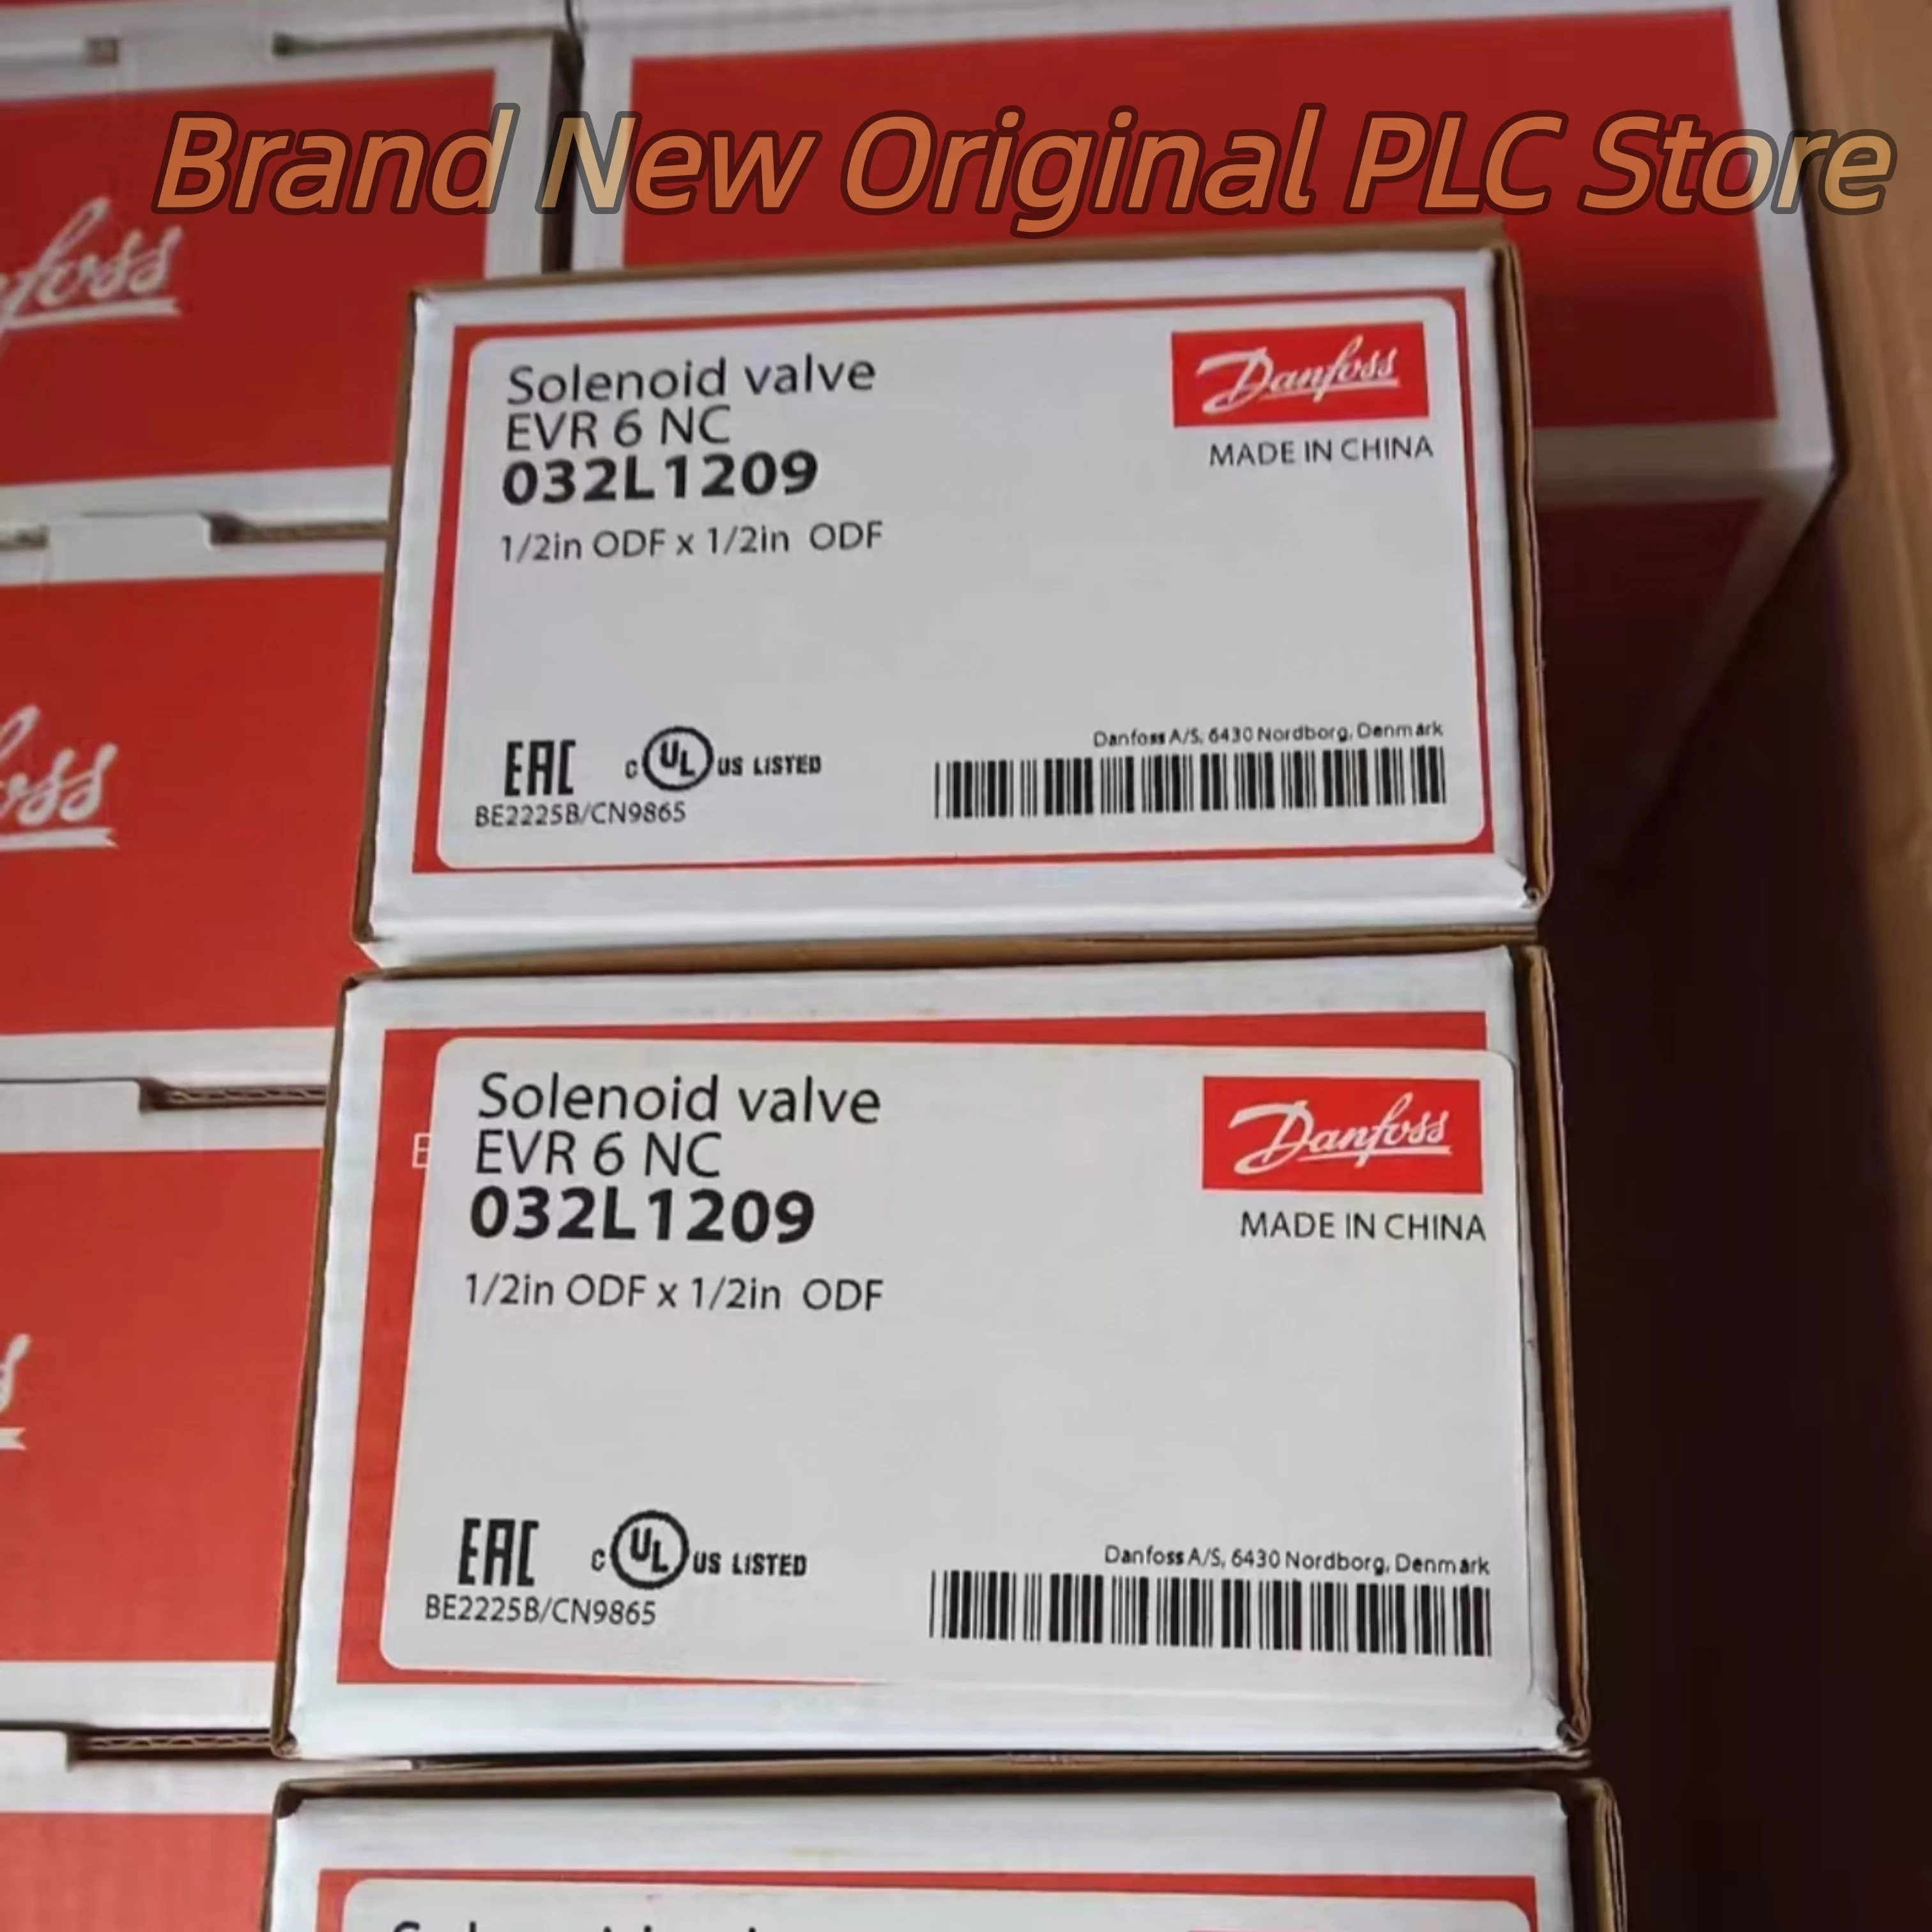 Brand New Original PLC Store
foss
Solenoid valve
EVR 6 NC
032L1209
1/2in ODF x 1/2in ODF
Danfoss
MADE IN CHINA
EAC
c UL US LISTED
BE2225B/CN9865
Danfoss A/S, 6430 Nordborg, Denmark
oss
Solenoid valve
EVR 6 NC
032L1209
1/2in ODF x 1/2in ODF
Danfoss
MADE IN CHINA
EAC
c UL US LISTED
BE2225B/CN9865
Danfoss A/S, 6430 Nordborg, Denmark
s